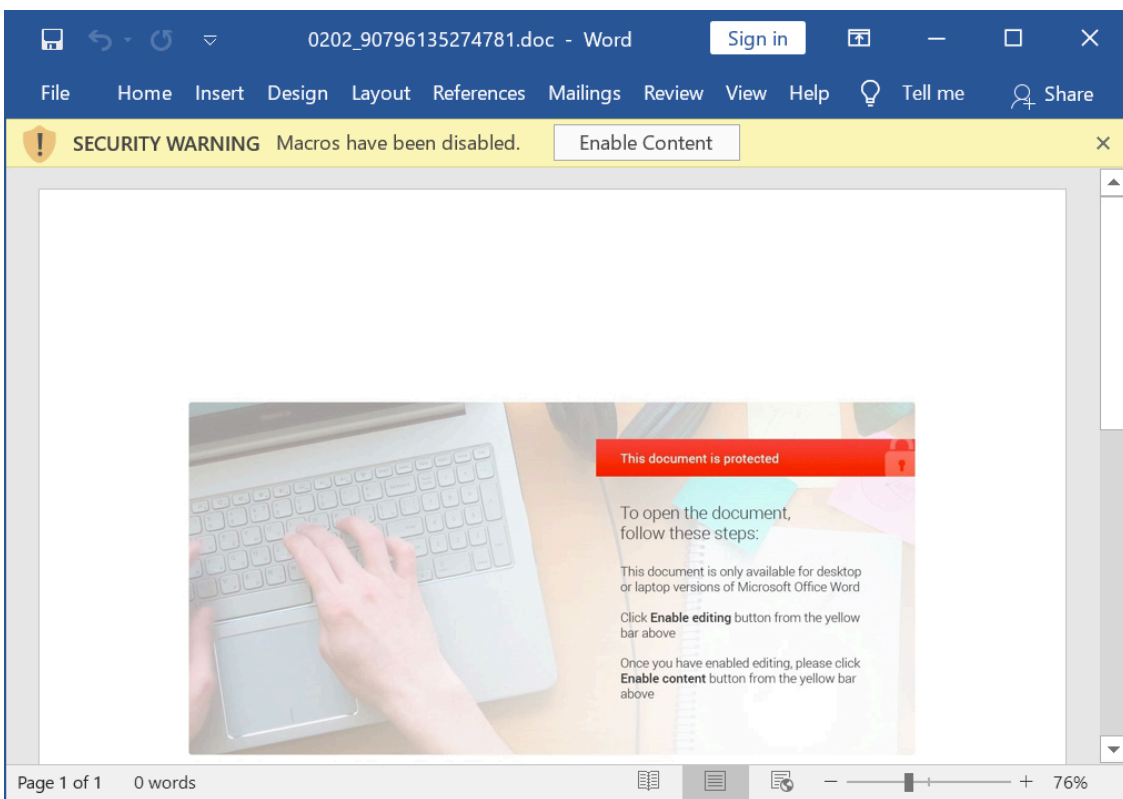 0202_90796135274781.doc - Word Sign in
File Home Insert Design Layout References Mailings Review View Help Tell me Share
SECURITY WARNING Macros have been disabled. Enable Content
This document is protected
To open the document,
follow these steps:
This document is only available for desktop
or laptop versions of Microsoft Office Word
Click Enable editing button from the yellow
bar above
Once you have enabled editing, please click
Enable content button from the yellow bar
above
Page 1 of 1 0 words 76%